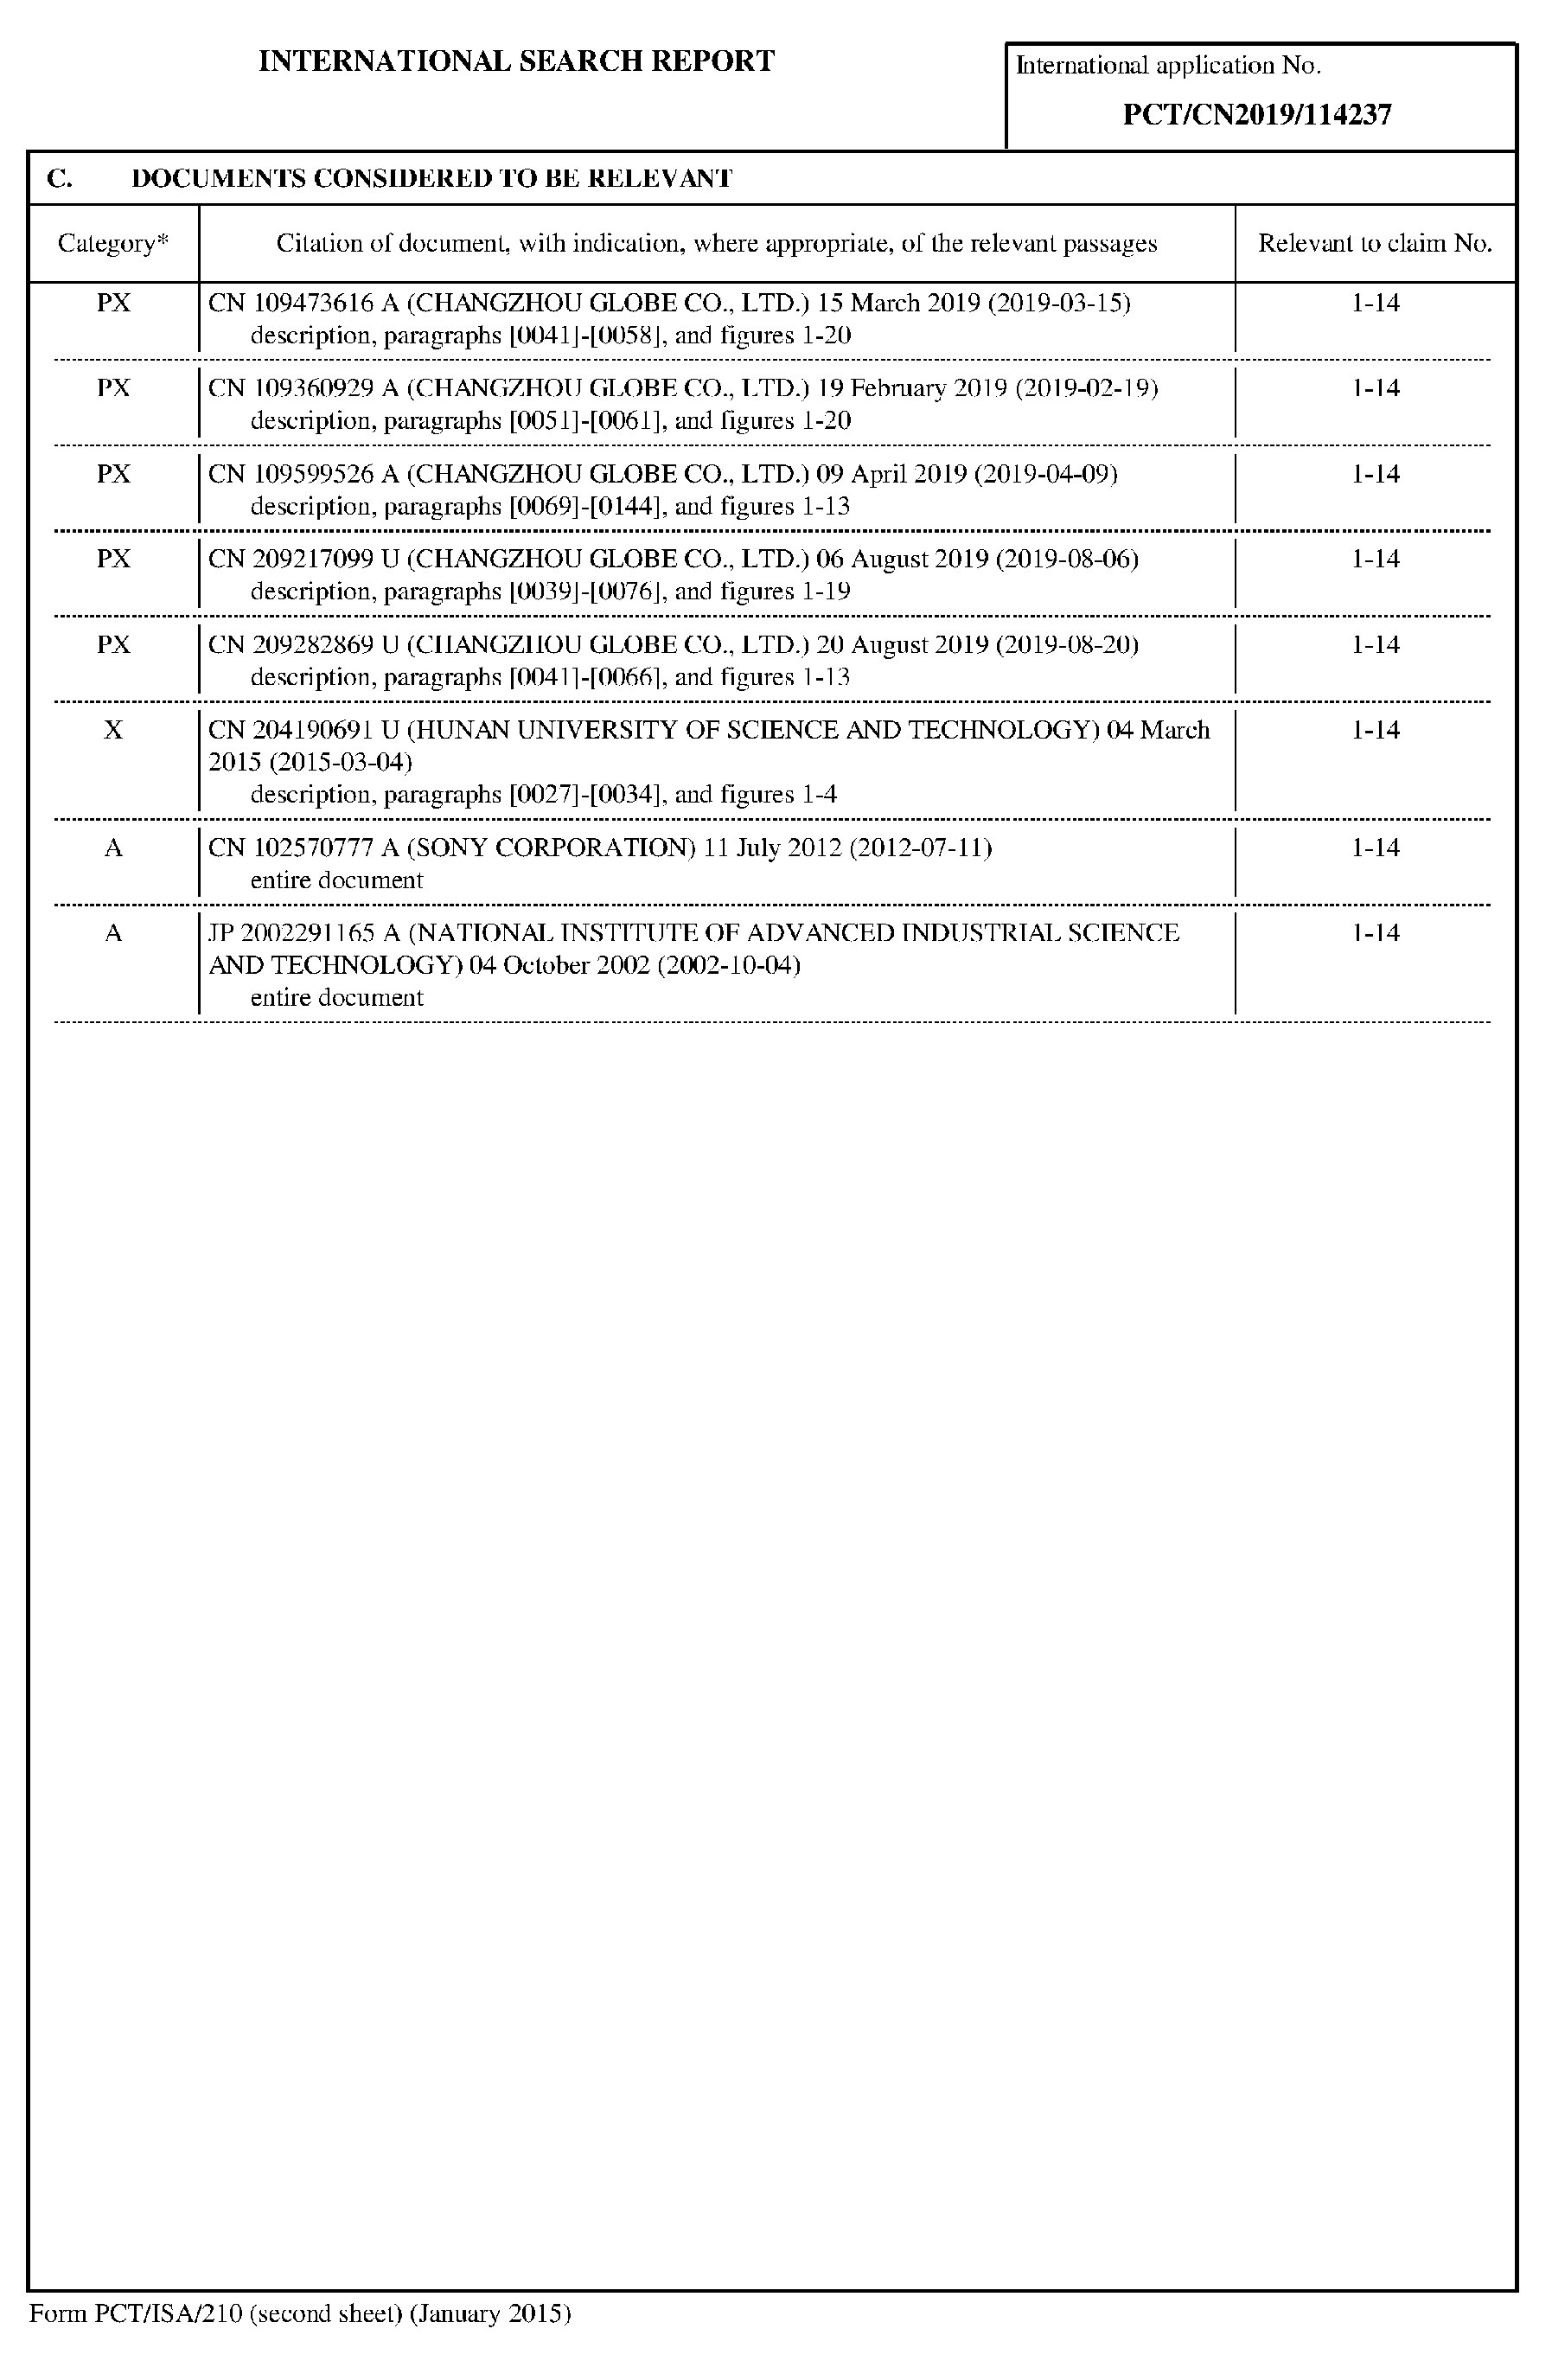 INTERNATIONAL SEARCH REPORT
International application No.
PCT/CN2019/114237
C. DOCUMENTS CONSIDERED TO BE RELEVANT
Category* Citation of document, with indication, where appropriate, of the relevant passages Relevant to claim No.
PX CN 109473616 A (CHANGZHOU GLOBE CO., LTD.) 15 March 2019 (2019-03-15) 1-14
description, paragraphs [0041]-[0058], and figures 1-20
PX CN 109360929 A (CHANGZHOU GLOBE CO., LTD.) 19 February 2019 (2019-02-19) 1-14
description, paragraphs [0051]-[0061], and figures 1-20
PX CN 109599526 A (CHANGZHOU GLOBE CO., LTD.) 09 April 2019 (2019-04-09) 1-14
description, paragraphs [0069]-[0144], and figures 1-13
PX CN 209217099 U (CHANGZHOU GLOBE CO., LTD.) 06 August 2019 (2019-08-06) 1-14
description, paragraphs [0039]-[0076], and figures 1-19
PX CN 209282869 U (CHANGZHOU GLOBE CO., LTD.) 20 August 2019 (2019-08-20) 1-14
description, paragraphs [0041]-[0066], and figures 1-13
X CN 204190691 U (HUNAN UNIVERSITY OF SCIENCE AND TECHNOLOGY) 04 March 1-14
2015 (2015-03-04)
description, paragraphs [0027]-[0034], and figures 1-4
A CN 102570777 A (SONY CORPORATION) 11 July 2012 (2012-07-11) 1-14
entire document
A JP 2002291165 A (NATIONAL INSTITUTE OF ADVANCED INDUSTRIAL SCIENCE 1-14
AND TECHNOLOGY) 04 October 2002 (2002-10-04)
entire document
Form PCT/ISA/210 (second sheet) (January 2015)